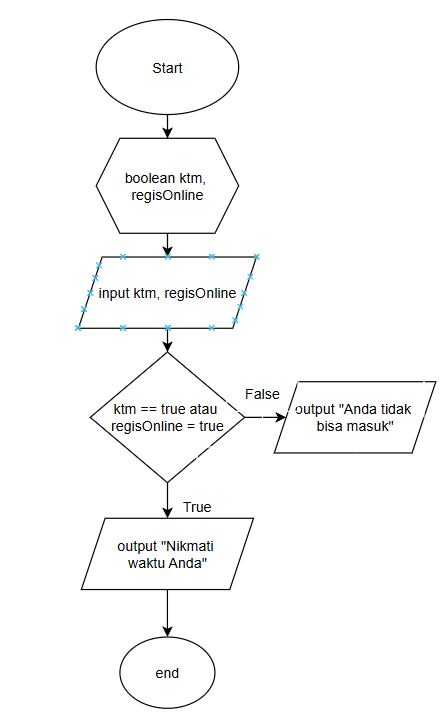 Start
boolean ktm,
regisOnline
input ktm, regisOnline
ktm == true atau
regisOnline = true
False
output "Anda tidak
bisa masuk"
True
output "Nikmati
waktu Anda"
end